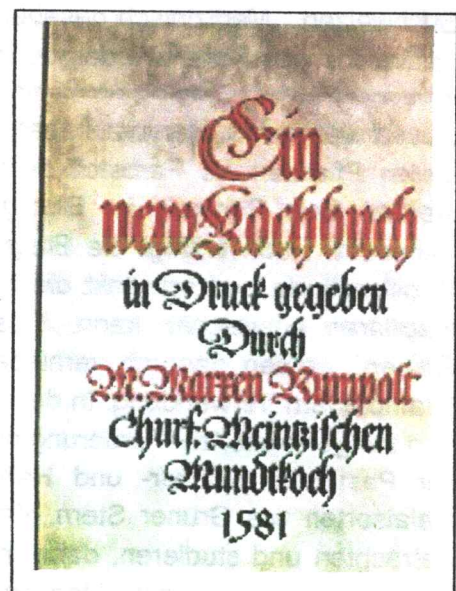 Ein
new Kochbuch
in Druck gegeben
Durch
M. Marxen Rumpolt
Churf. Meintzischen
Mundtkoch
1581